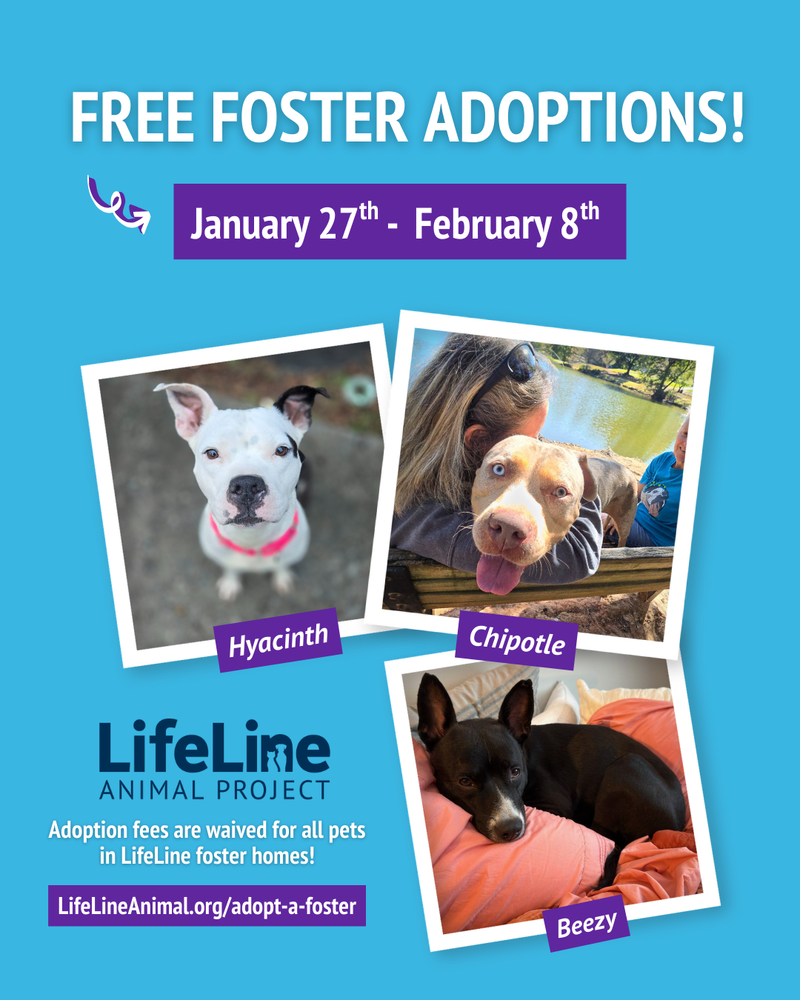 FREE FOSTER ADOPTIONS!
January 27th - February 8th
Hyacinth
Chipotle
Beezy
LifeLine
ANIMAL PROJECT
Adoption fees are waived for all pets
in LifeLine foster homes!
LifeLineAnimal.org/adopt-a-foster